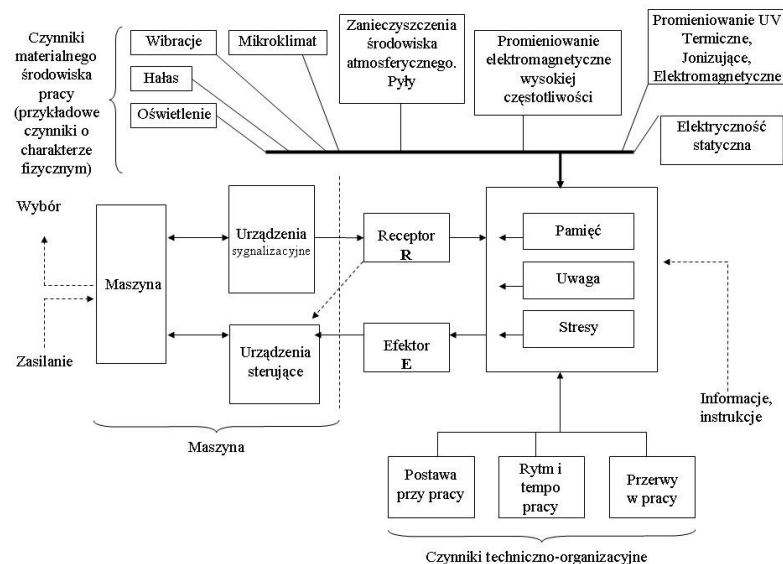 Czynniki
materialnego
środowiska
pracy
(przykładowe
czynniki o
charakterze
fizycznym)
Wibracje
Mikroklimat
Hałas
Oświetlenie
Zanieczyszczenia
środowiska
atmosferycznego.
Pyły
Promieniowanie
elektromagnetyczne
wysokiej
częstotliwości
Promieniowanie UV
Termiczne,
Jonizujące,
Elektromagnetyczne
Elektryczność
statyczna
Wybór
Zasilanie
Maszyna
Urządzenia
sygnalizacyjne
Urządzenia
sterujące
Receptor
R
Efektor
E
Pamięć
Uwaga
Stresy
Informacje,
instrukcje
Maszyna
Postawa
przy pracy
Rytm i
tempo
pracy
Przerwy
w pracy
Czynniki techniczno-organizacyjne